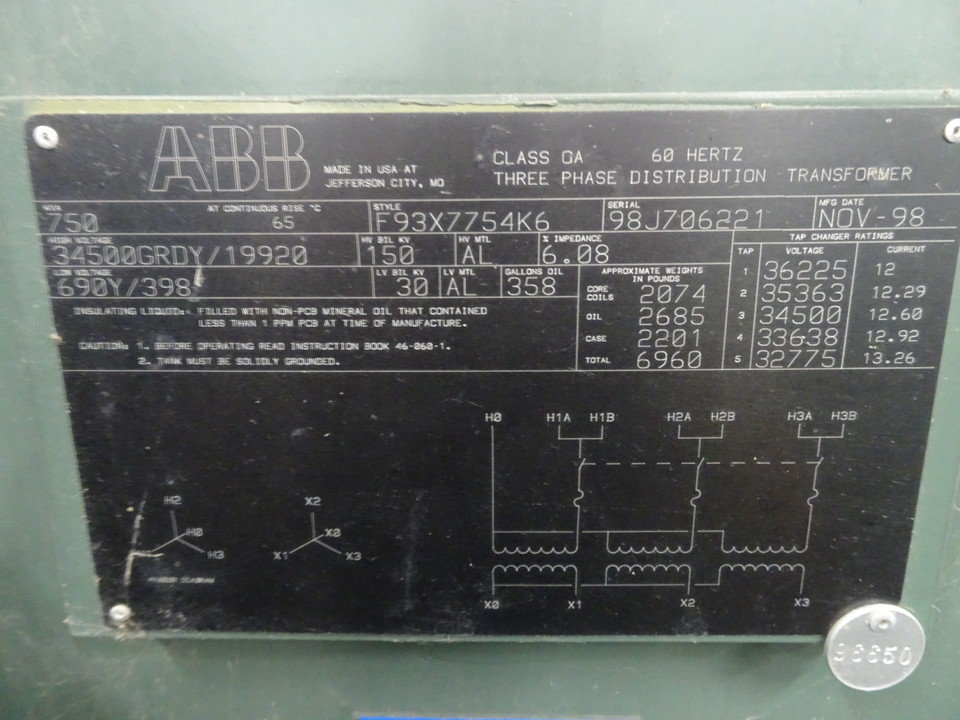 ABB
MADE IN USA AT
JEFFERSON CITY, MO
CLASS OA 60 HERTZ
THREE PHASE DISTRIBUTION TRANSFORMER
KVA AT CONTINUOUS RISE °C STYLE SERIAL MFG DATE
750 65 F93X7754K6 98J706221 NOV-98
HIGH VOLTAGE HV BIL KV HV MTL % IMPEDANCE
34500GRDY/19920 150 AL 6.08
LOW VOLTAGE LV BIL KV LV MTL GALLONS OIL
690Y/398 30 AL 358
APPROXIMATE WEIGHTS
IN POUNDS
CORE
COILS 2074
OIL 2685
CASE 2201
TOTAL 6960
TAP CHANGER RATINGS
TAP VOLTAGE CURRENT
1 36225 12
2 35363 12.29
3 34500 12.60
4 33638 12.92
5 32775 13.26
INSULATING LIQUID: FILLED WITH NON-PCB MINERAL OIL THAT CONTAINED
LESS THAN 1 PPM PCB AT TIME OF MANUFACTURE.
CAUTION: 1. BEFORE OPERATING READ INSTRUCTION BOOK 46-060-1.
2. TANK MUST BE SOLIDLY GROUNDED.
H0 H1A H1B H2A H2B H3A H3B
H2
H0
H3
X2
X0
X1 X3
DIAGRAM
X0 X1 X2 X3
96650